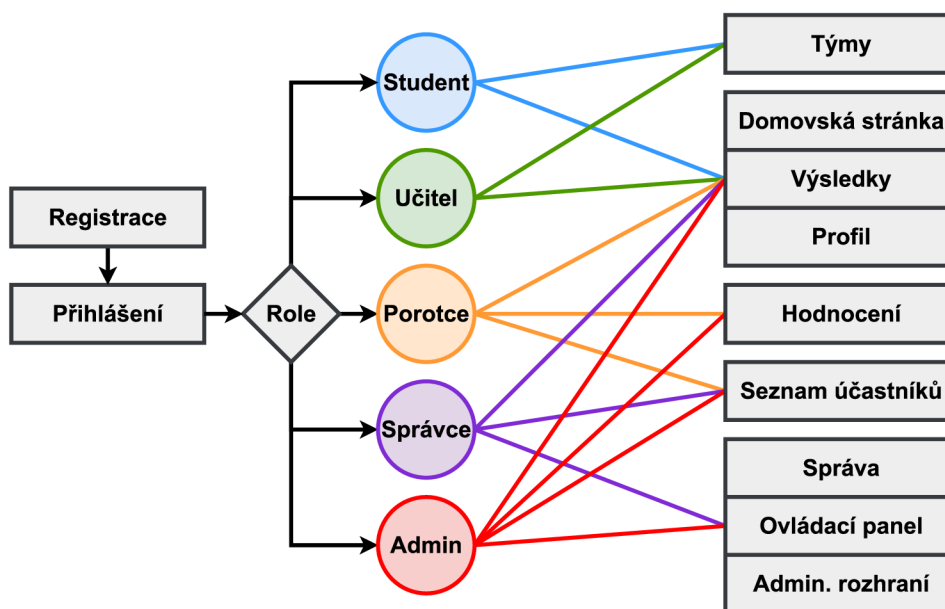 Registrace
Přihlášení
Role
Student
Učitel
Porotce
Správce
Admin
Týmy
Domovská stránka
Výsledky
Profil
Hodnocení
Seznam účastníků
Správa
Ovládací panel
Admin. rozhraní